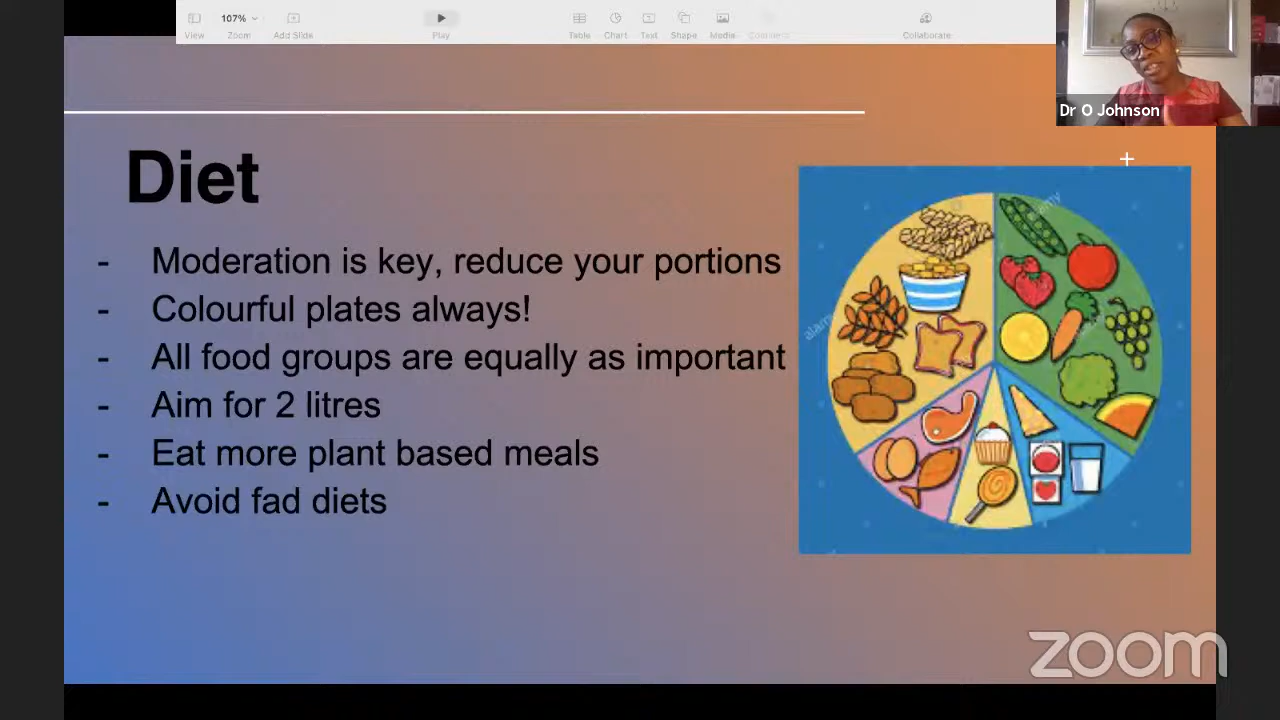 107%
View
Zoom
Add Slide
Play
Table
Chart
Text
Shape
Media
Comment
Collaborate
Dr O Johnson
Diet
- Moderation is key, reduce your portions
- Colourful plates always!
- All food groups are equally as important
- Aim for 2 litres
- Eat more plant based meals
- Avoid fad diets
alamy
alamy
zoom